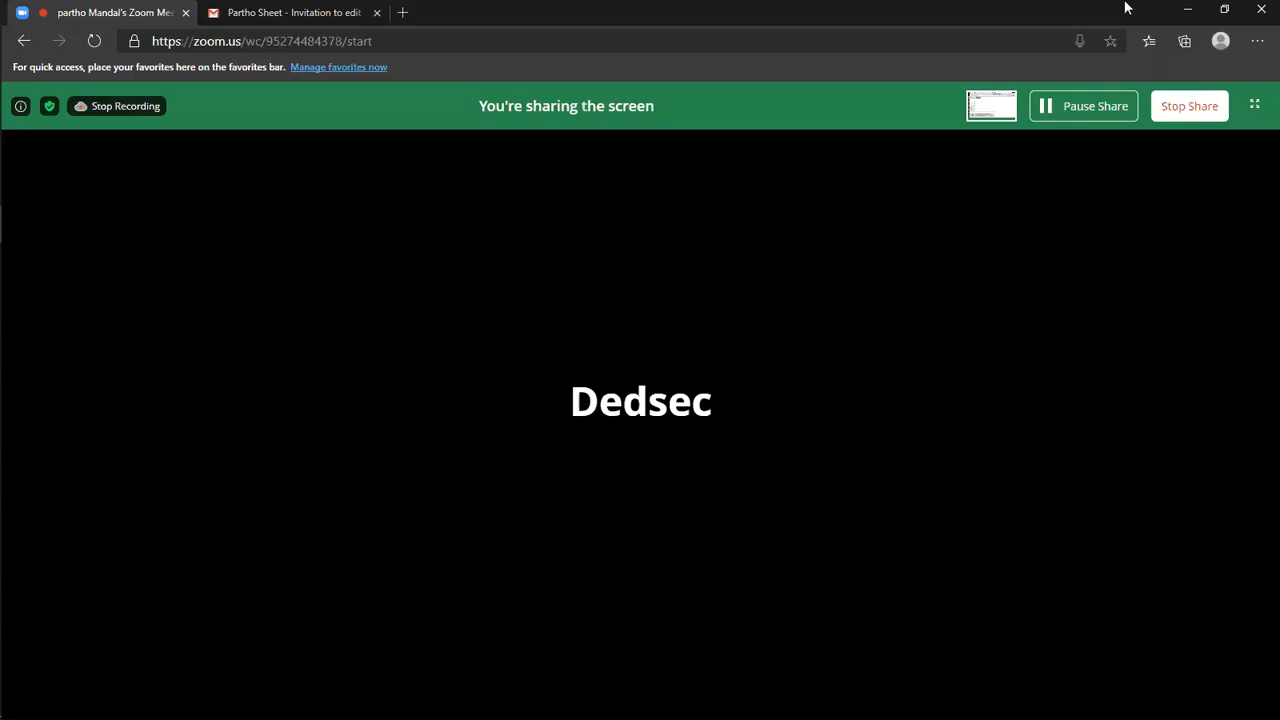 partho Mandal's Zoom Me
Partho Sheet - Invitation to edit
https://zoom.us/wc/95274484378/start
For quick access, place your favorites here on the favorites bar. Manage favorites now
Stop Recording
You're sharing the screen
Pause Share
Stop Share
Dedsec